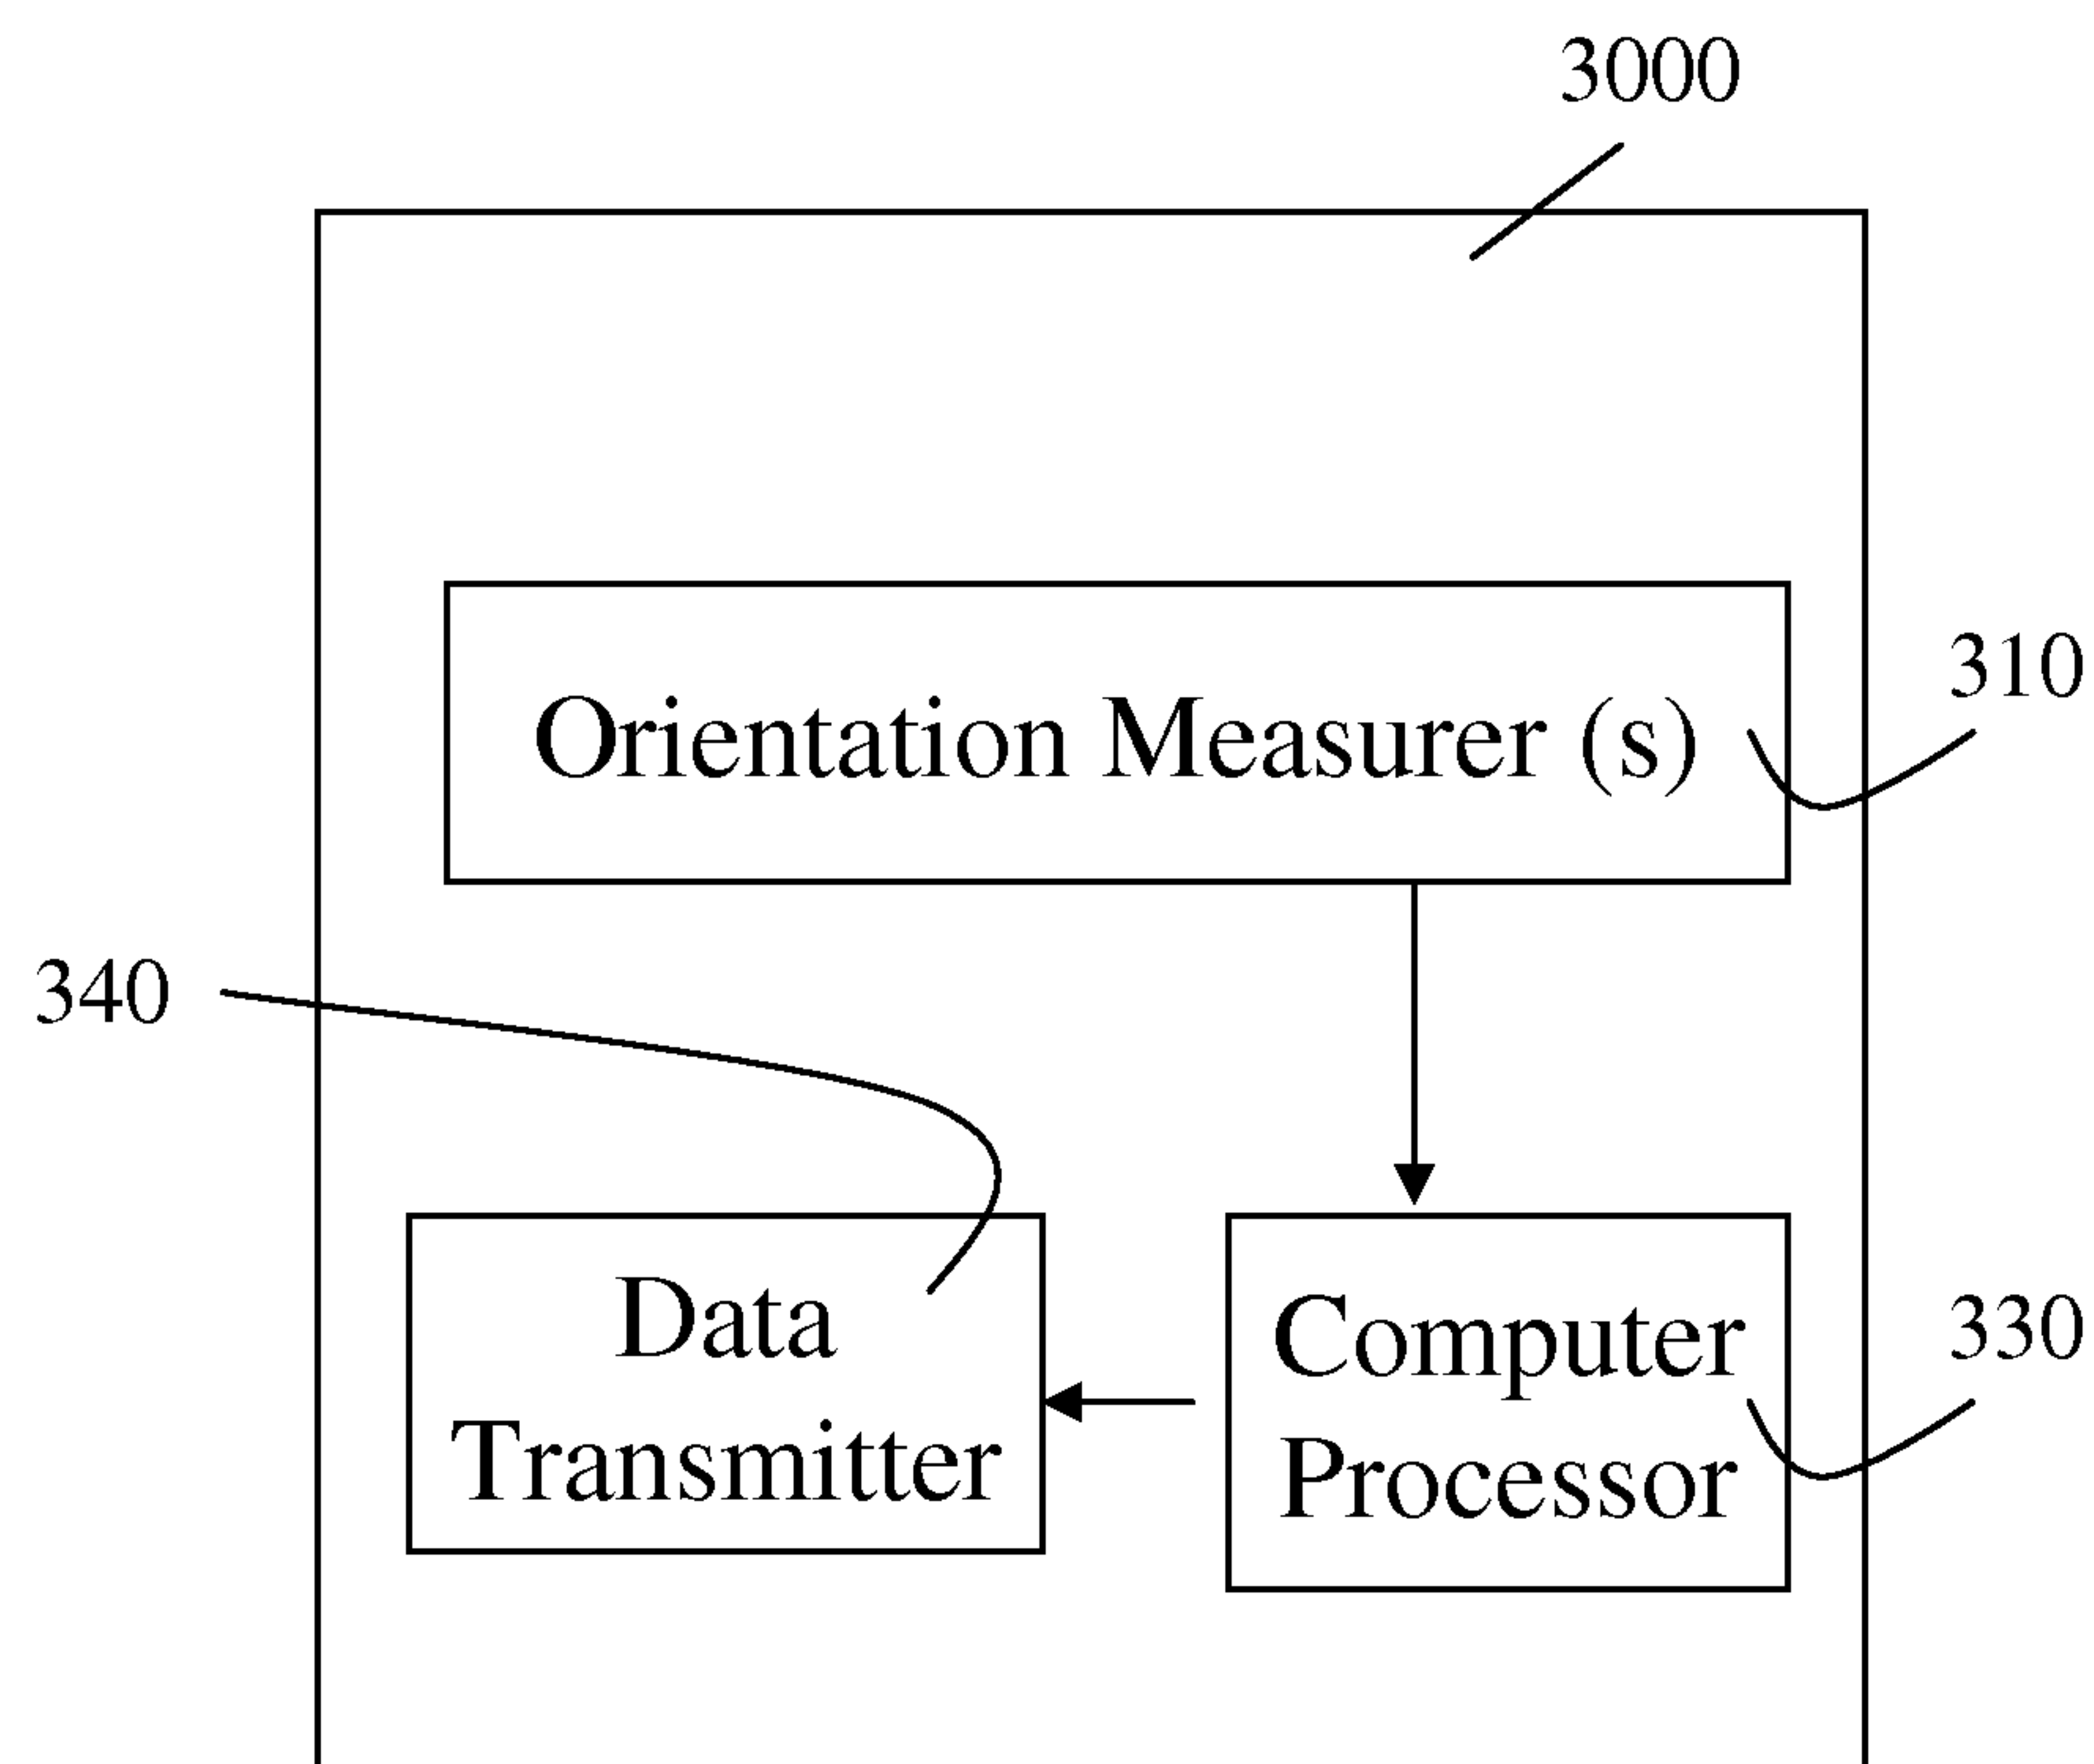 3000
310
Orientation Measurer (s)
340
Data
Transmitter
Computer
Processor
330